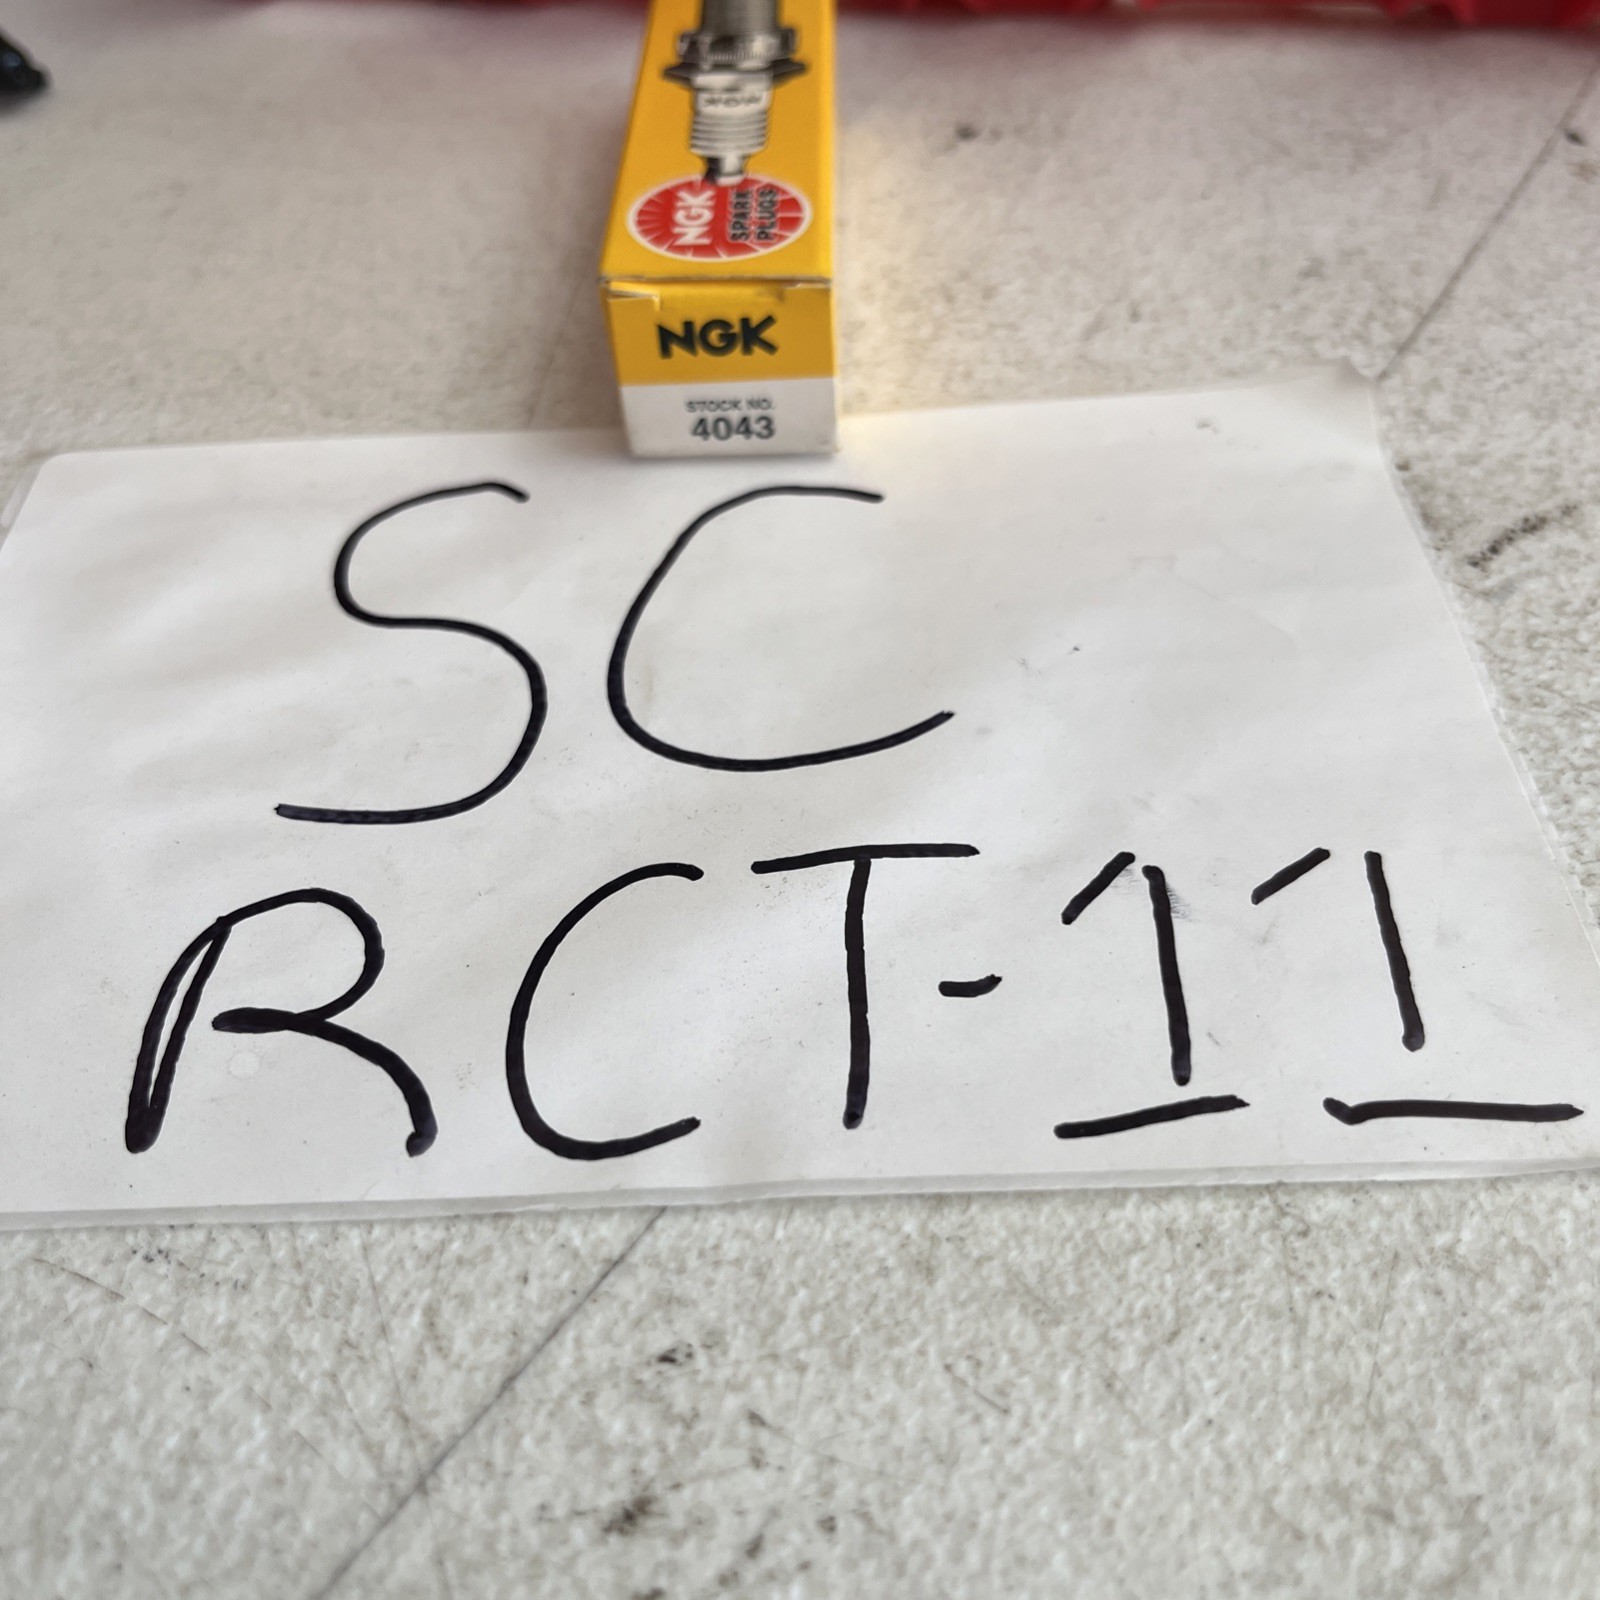 NGK
SPARK
PLUGS
NGK
STOCK NO.
4043
SC
RCT-11